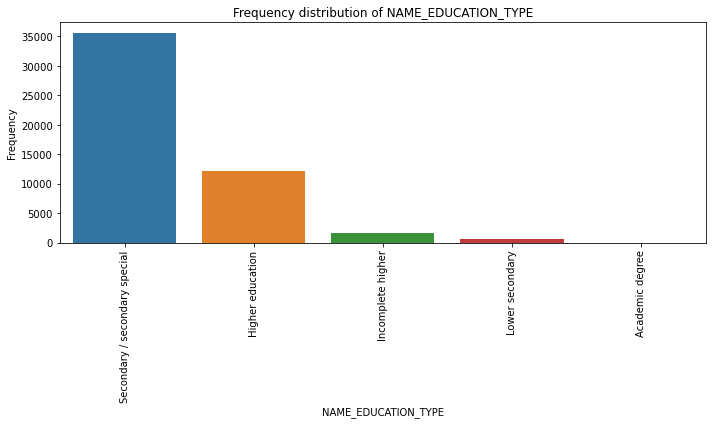 Frequency distribution of NAME_EDUCATION_TYPE
35000
30000
25000
20000
15000
10000
5000
0
Frequency
Secondary / secondary special
Higher education
Incomplete higher
Lower secondary
Academic degree
NAME_EDUCATION_TYPE